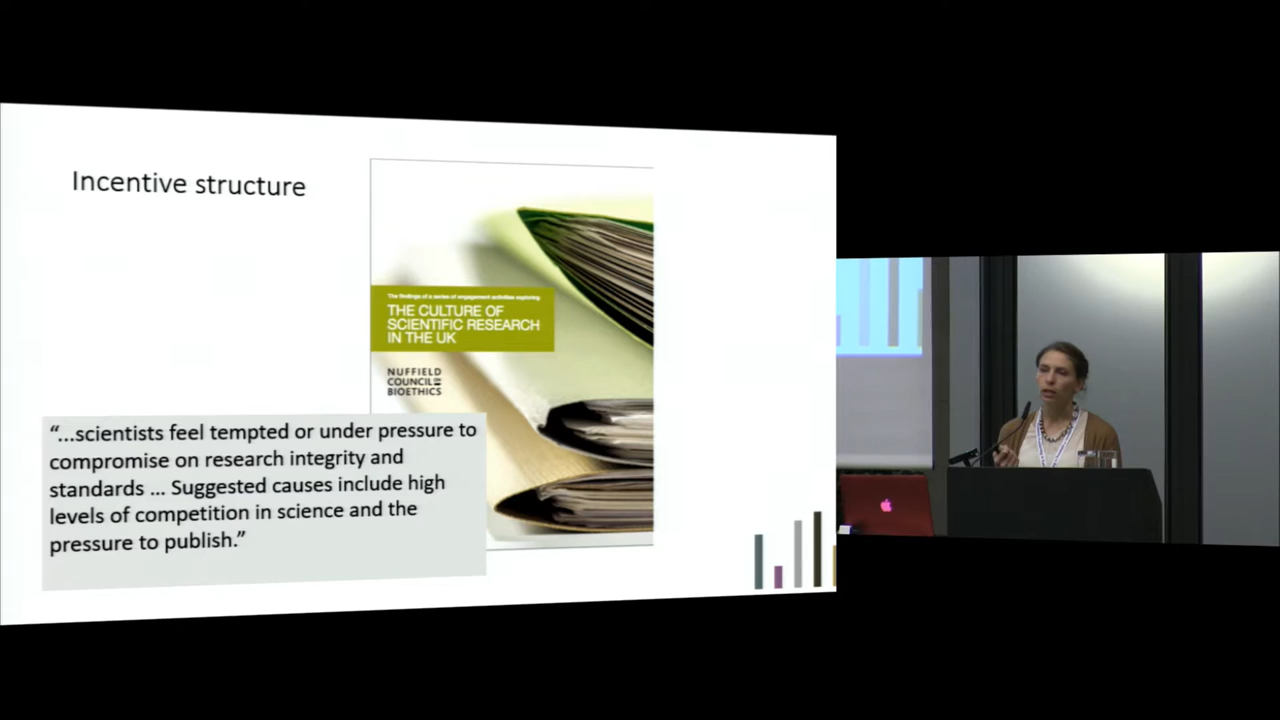 Incentive structure
The findings of a series of engagement activities exploring
THE CULTURE OF
SCIENTIFIC RESEARCH
IN THE UK
NUFFIELD
COUNCIL ON
BIOETHICS
“...scientists feel tempted or under pressure to
compromise on research integrity and
standards ... Suggested causes include high
levels of competition in science and the
pressure to publish.”